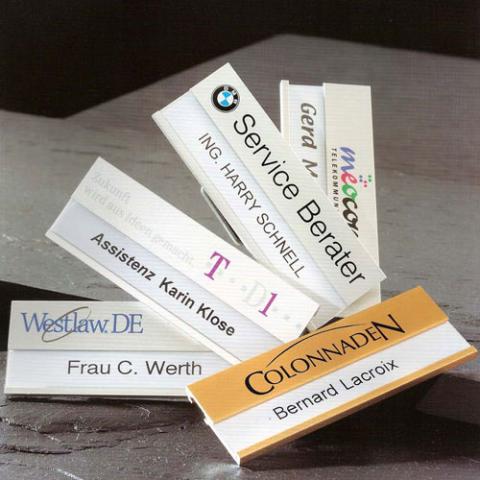 Service Berater
ING. HARRY SCHNELL
Gerd M
meocon
TELEKOMMUN
Zukunft
wird aus Ideen gemacht.
T··D1·
Assistenz Karin Klose
Westlaw.DE
Frau C. Werth
COLONNADEN
Bernard Lacroix